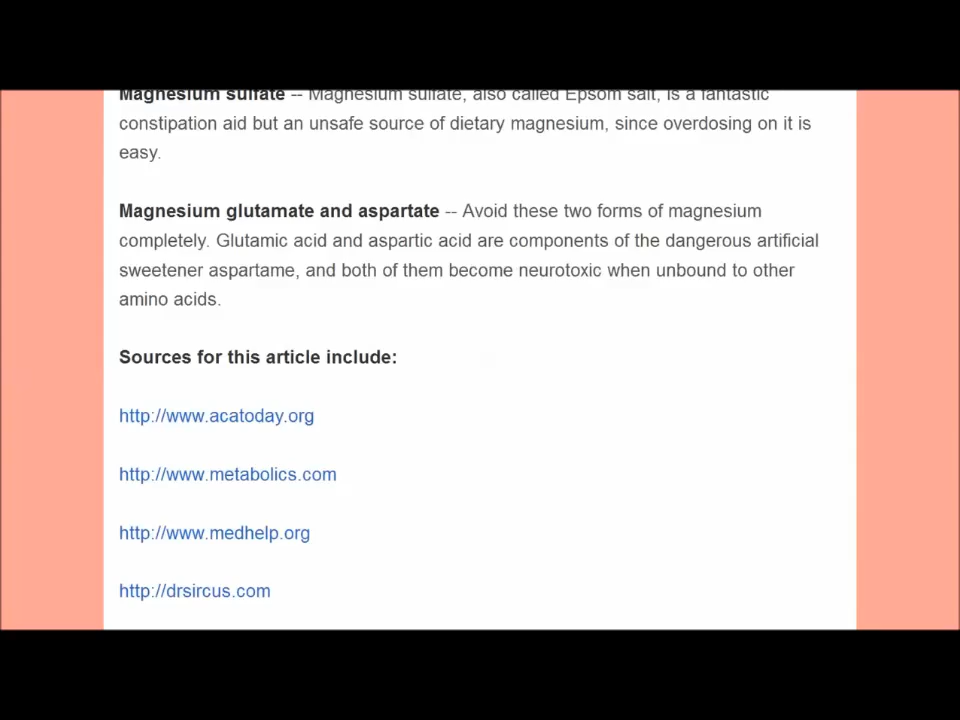 Magnesium sulfate -- Magnesium sulfate, also called Epsom salt, is a fantastic
constipation aid but an unsafe source of dietary magnesium, since overdosing on it is
easy.
Magnesium glutamate and aspartate -- Avoid these two forms of magnesium
completely. Glutamic acid and aspartic acid are components of the dangerous artificial
sweetener aspartame, and both of them become neurotoxic when unbound to other
amino acids.
Sources for this article include:
http://www.acatoday.org
http://www.metabolics.com
http://www.medhelp.org
http://drsircus.com